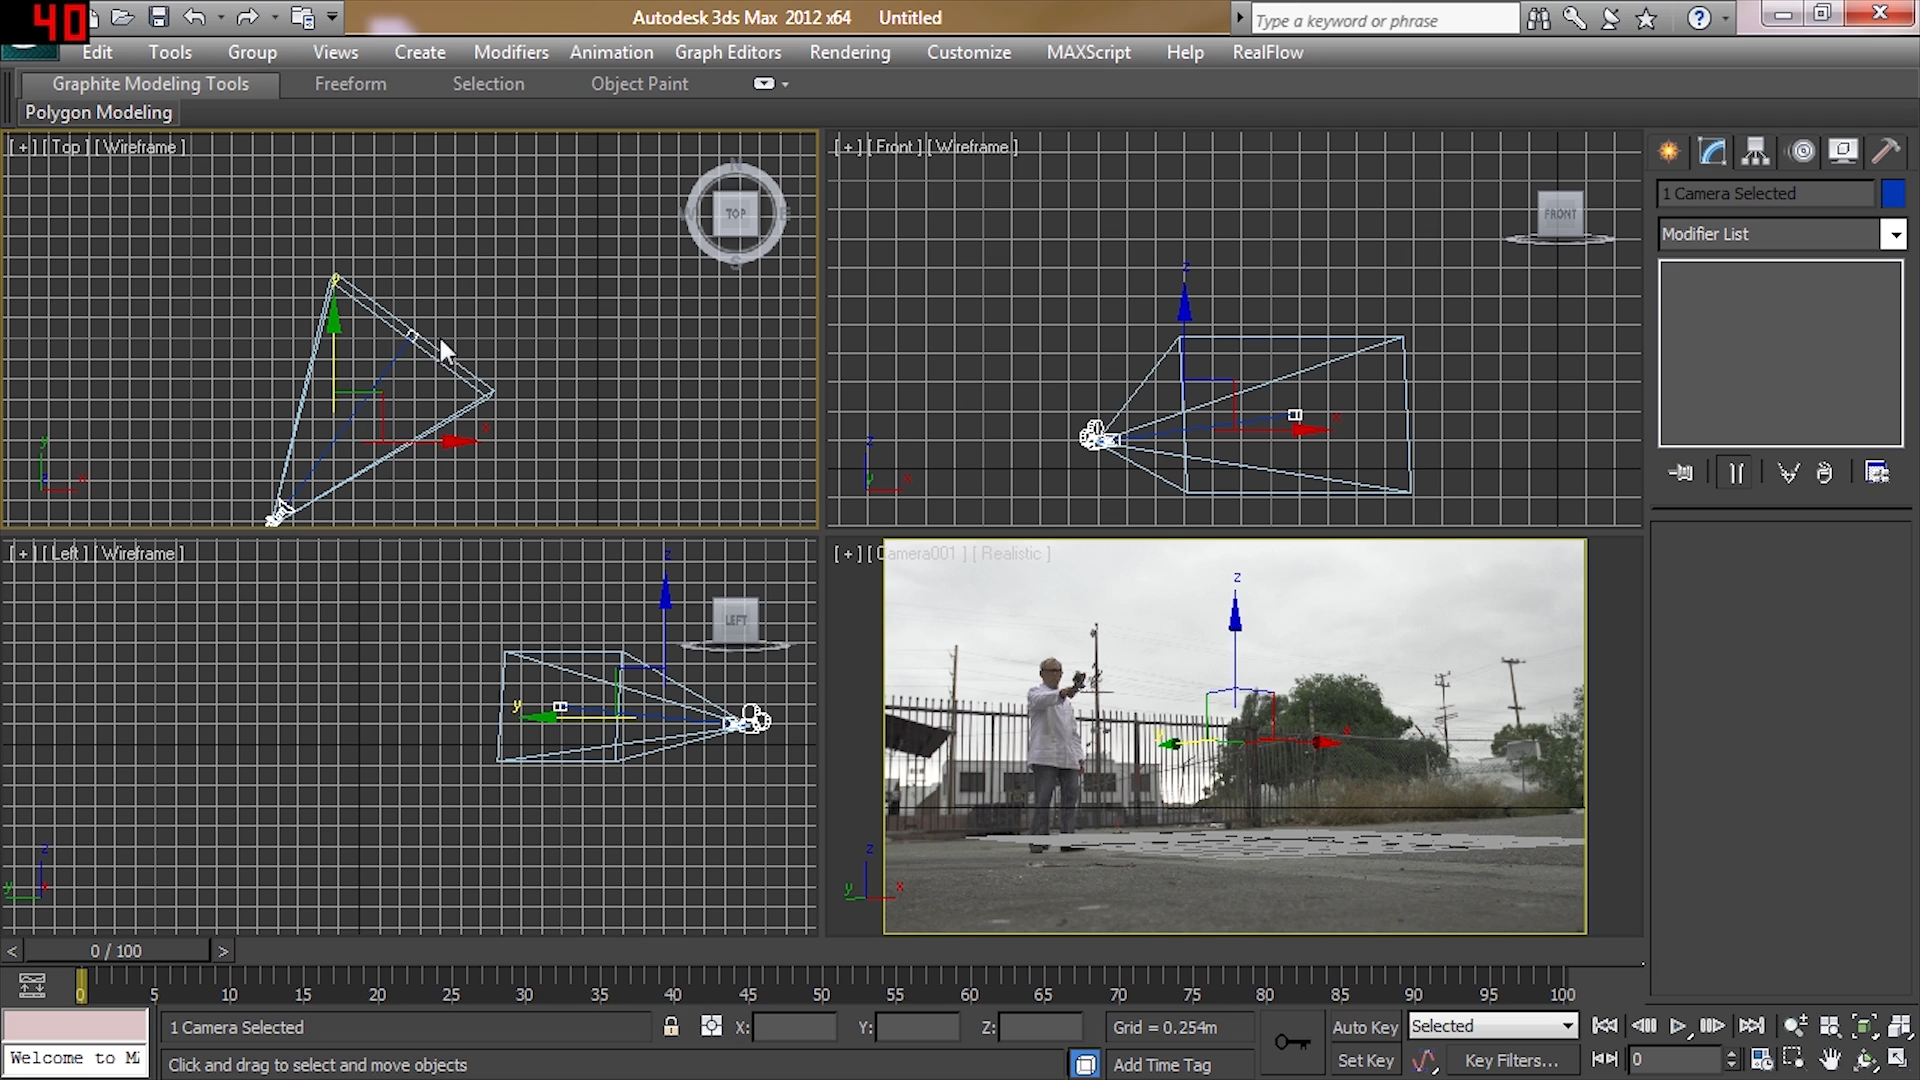 40
Autodesk 3ds Max 2012 x64 Untitled
Type a keyword or phrase
Edit Tools Group Views Create Modifiers Animation Graph Editors Rendering Customize MAXScript Help RealFlow
Graphite Modeling Tools Freeform Selection Object Paint
Polygon Modeling
[ + ] [ Top ] [ Wireframe ]
N
W
TOP
E
S
y
x
y
z
x
[ + ] [ Front ] [ Wireframe ]
FRONT
z
x
z
y
x
1 Camera Selected
Modifier List
[ + ] [ Left ] [ Wireframe ]
LEFT
z
y
z
y
x
[ + ] [ Camera001 ] [ Realistic ]
z
y
x
z
y
x
< 0 / 100 >
0 5 10 15 20 25 30 35 40 45 50 55 60 65 70 75 80 85 90 95 100
1 Camera Selected X: Y: Z: Grid = 0.254m Auto Key Selected
Welcome to M
Click and drag to select and move objects Add Time Tag Set Key Key Filters... 0